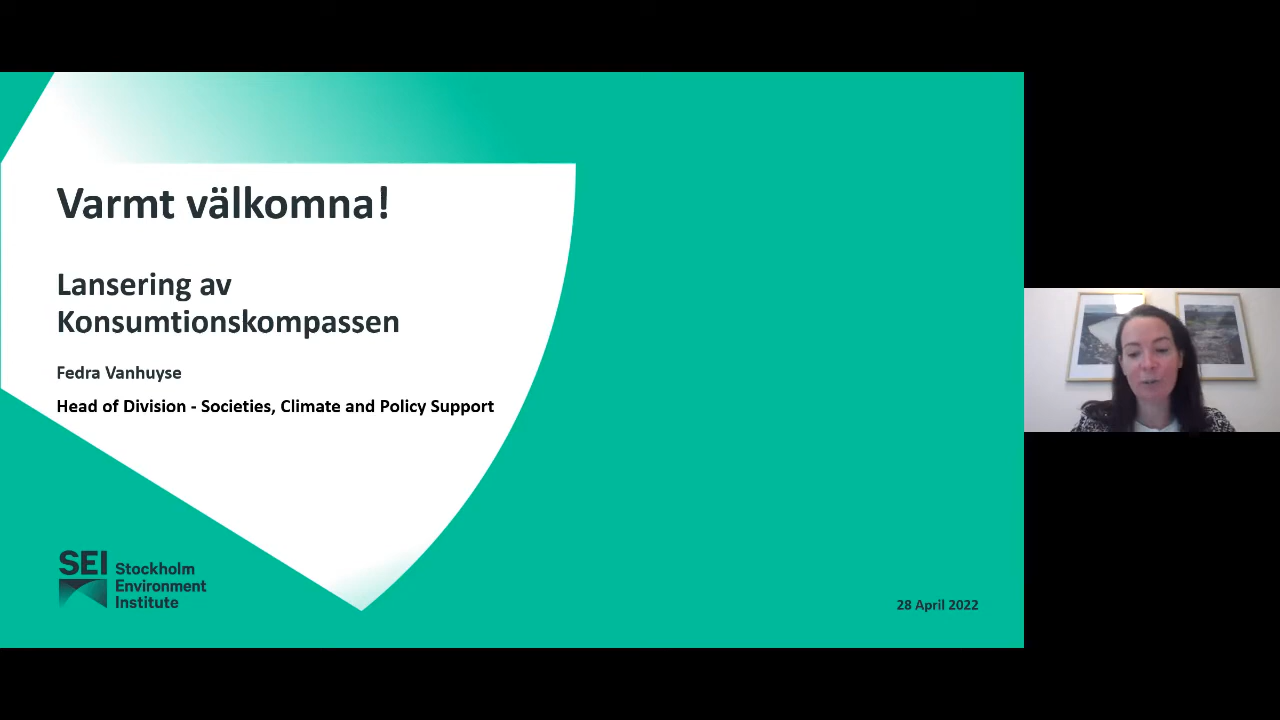 Varmt välkomna!
Lansering av
Konsumtionskompassen
Fedra Vanhuyse
Head of Division - Societies, Climate and Policy Support
SEI Stockholm
Environment
Institute
28 April 2022